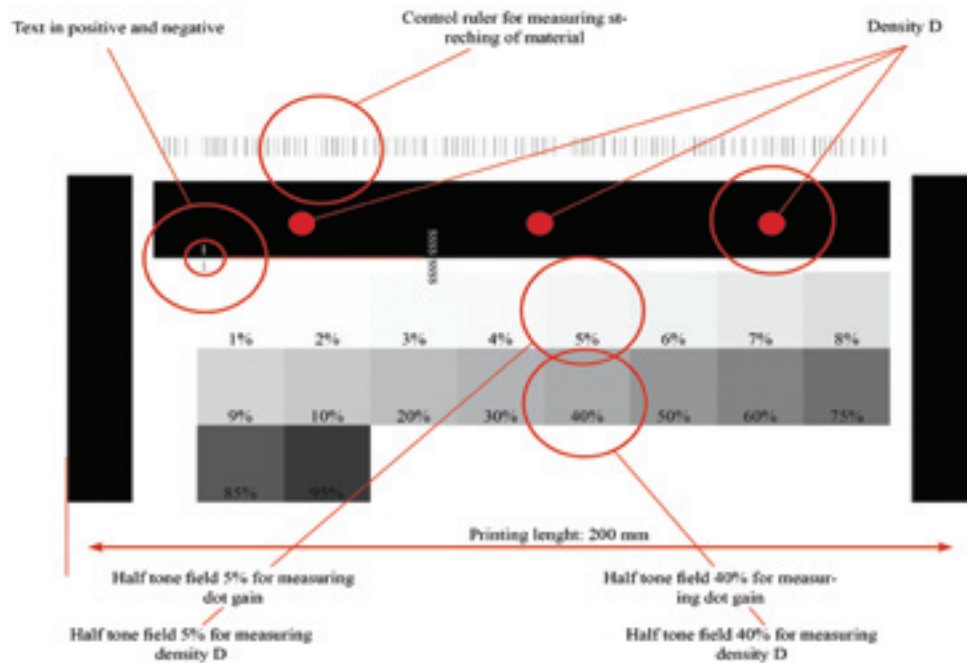 Text in positive and negative
Control ruler for measuring st-
reching of material
Density D
SSSS SSSS
1% 2% 3% 4% 5% 6% 7% 8%
9% 10% 20% 30% 40% 50% 60% 75%
85% 95%
Printing lenght: 200 mm
Half tone field 5% for measuring
dot gain
Half tone field 40% for measur-
ing dot gain
Half tone field 5% for measuring
density D
Half tone field 40% for measuring
density D